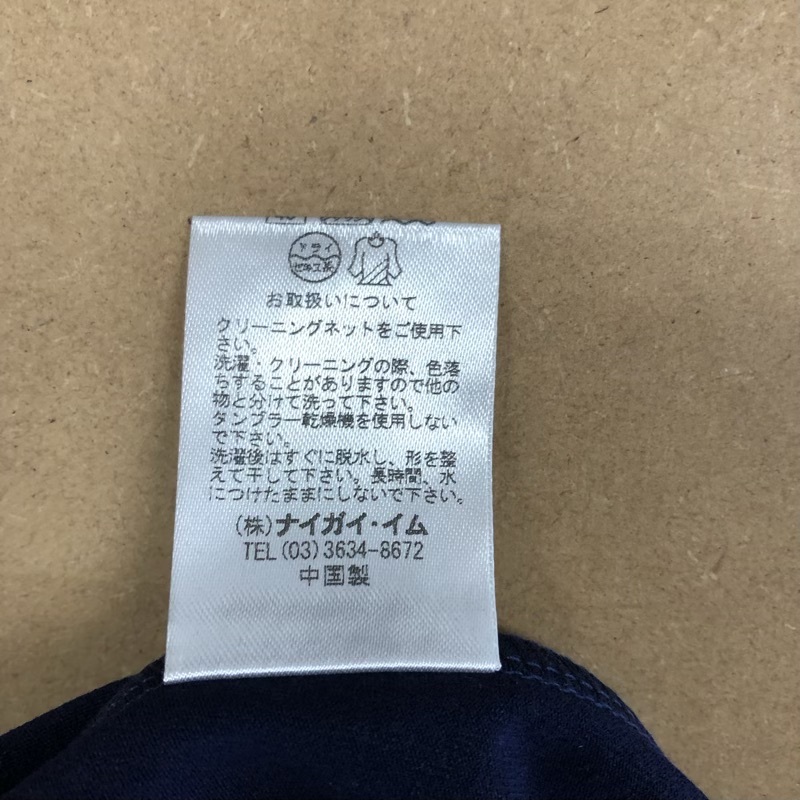 ドライ
セキユ系
お取扱いについて
クリーニングネットをご使用下
さい。
洗濯・クリーニングの際、色落
ちすることがありますので他の
物と分けて洗って下さい。
タンブラー乾燥機を使用しない
で下さい。
洗濯後はすぐに脱水し、形を整
えて干して下さい。長時間、水
につけたままにしないで下さい。
(株)ナイガイ・イム
TEL(03)3634-8672
中国製